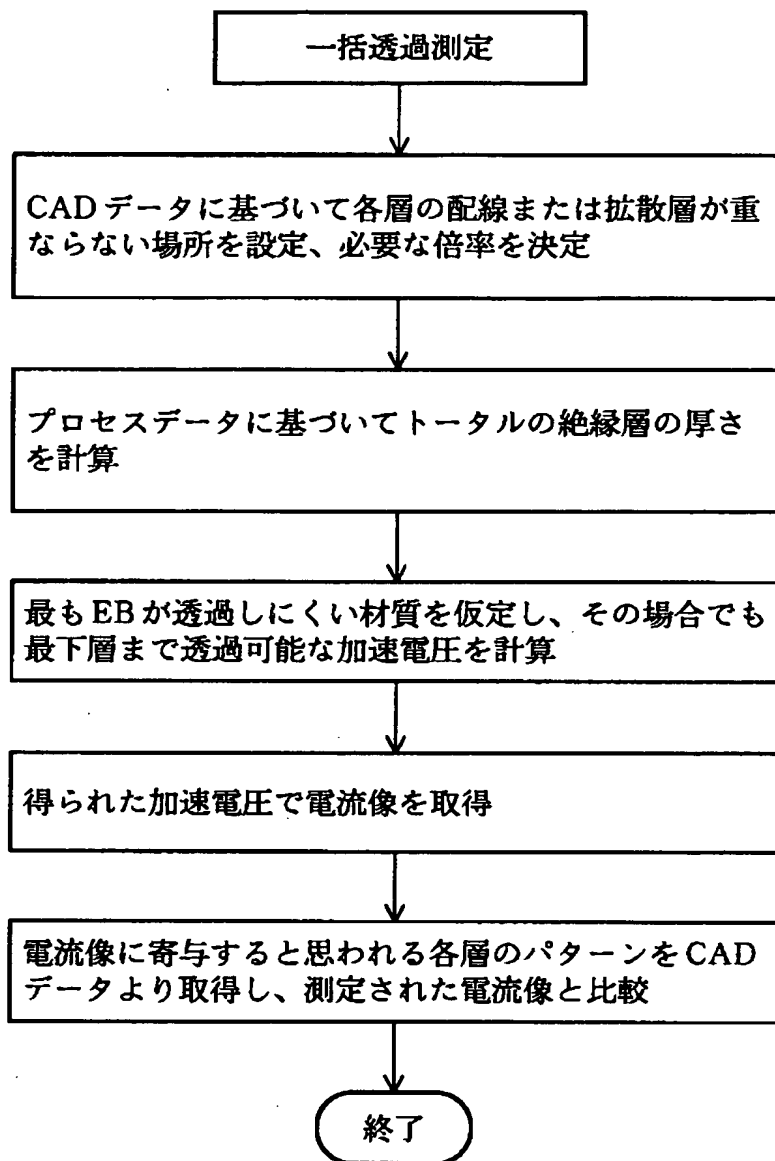 一括透過測定
CADデータに基づいて各層の配線または拡散層が重
ならない場所を設定、必要な倍率を決定
プロセスデータに基づいてトータルの絶縁層の厚さ
を計算
最もEBが透過しにくい材質を仮定し、その場合でも
最下層まで透過可能な加速電圧を計算
得られた加速電圧で電流像を取得
電流像に寄与すると思われる各層のパターンをCAD
データより取得し、測定された電流像と比較
終了